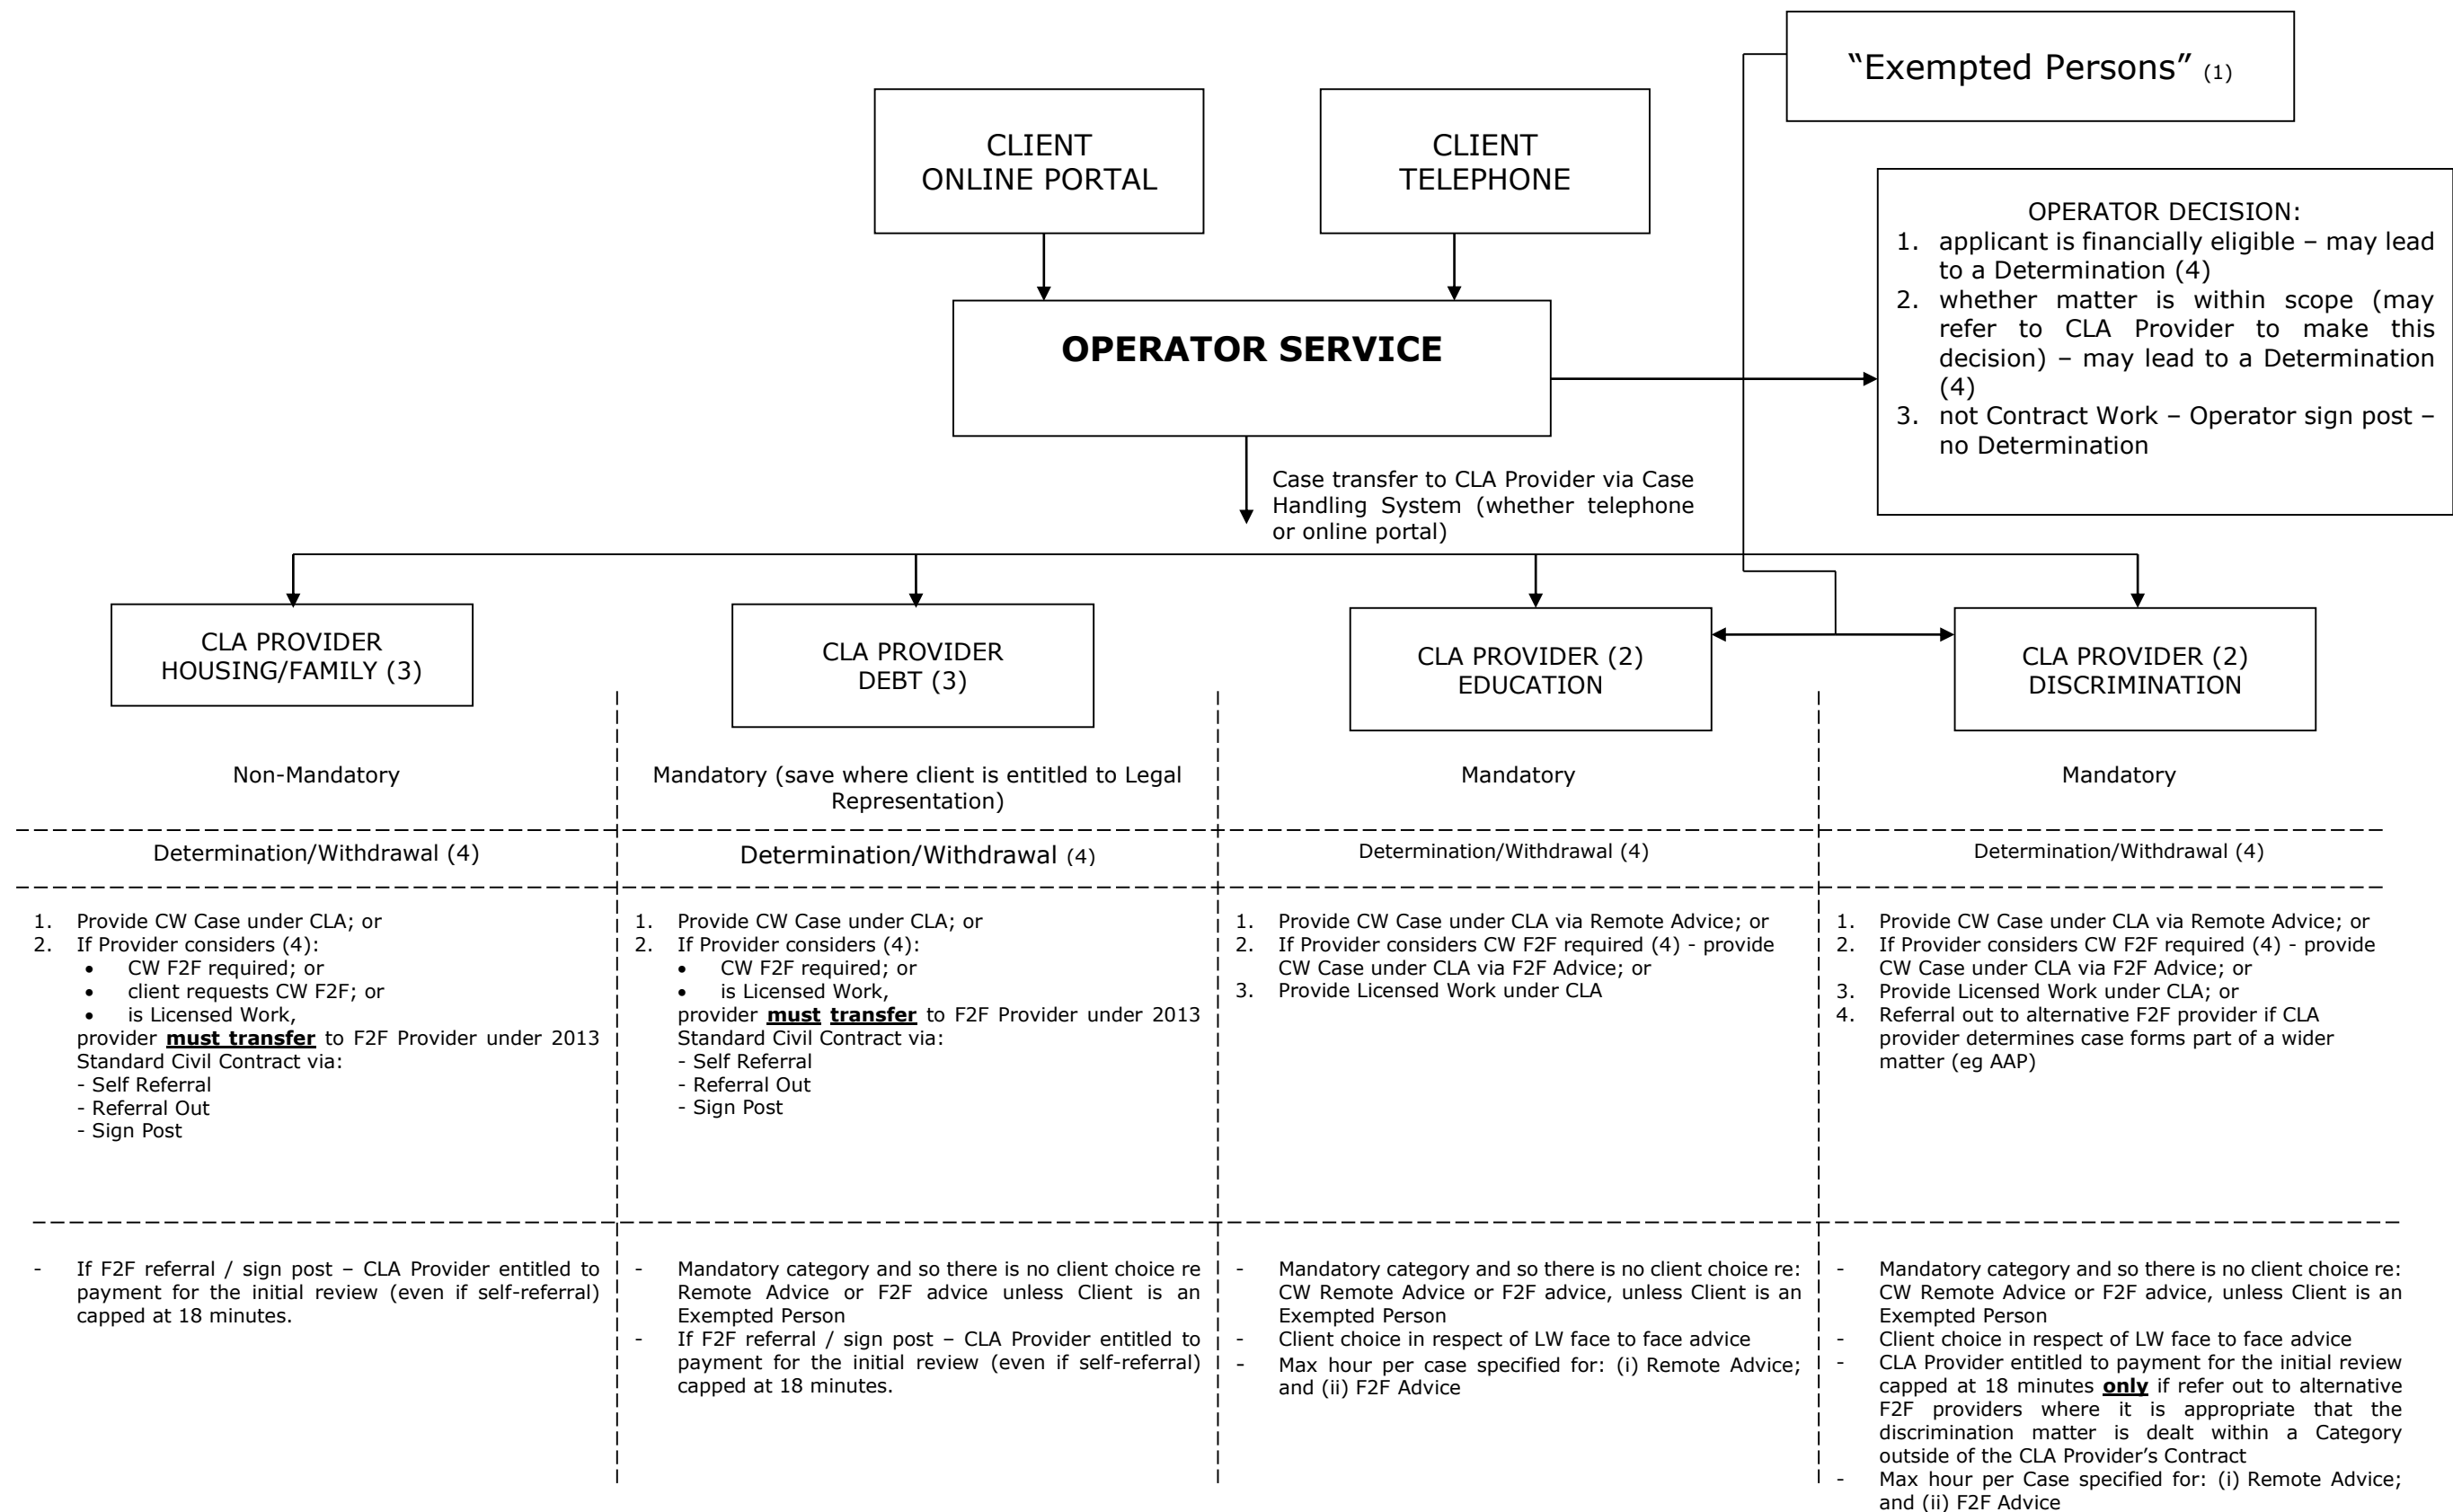 “Exempted Persons” (1)
CLIENT
ONLINE PORTAL
CLIENT
TELEPHONE
OPERATOR DECISION:
1. applicant is financially eligible – may lead
to a Determination (4)
2. whether matter is within scope (may
refer to CLA Provider to make this
decision) – may lead to a Determination
(4)
3. not Contract Work – Operator sign post –
no Determination
OPERATOR SERVICE
Case transfer to CLA Provider via Case
Handling System (whether telephone
or online portal)
CLA PROVIDER
HOUSING/FAMILY (3)
CLA PROVIDER
DEBT (3)
CLA PROVIDER (2)
EDUCATION
CLA PROVIDER (2)
DISCRIMINATION
Non-Mandatory
Mandatory (save where client is entitled to Legal
Representation)
Mandatory
Mandatory
Determination/Withdrawal (4)
Determination/Withdrawal (4)
Determination/Withdrawal (4)
Determination/Withdrawal (4)
1. Provide CW Case under CLA; or
2. If Provider considers (4):
• CW F2F required; or
• client requests CW F2F; or
• is Licensed Work,
provider must transfer to F2F Provider under 2013
Standard Civil Contract via:
- Self Referral
- Referral Out
- Sign Post
1. Provide CW Case under CLA; or
2. If Provider considers (4):
• CW F2F required; or
• is Licensed Work,
provider must transfer to F2F Provider under 2013
Standard Civil Contract via:
- Self Referral
- Referral Out
- Sign Post
1. Provide CW Case under CLA via Remote Advice; or
2. If Provider considers CW F2F required (4) - provide
CW Case under CLA via F2F Advice; or
3. Provide Licensed Work under CLA
1. Provide CW Case under CLA via Remote Advice; or
2. If Provider considers CW F2F required (4) - provide
CW Case under CLA via F2F Advice; or
3. Provide Licensed Work under CLA; or
4. Referral out to alternative F2F provider if CLA
provider determines case forms part of a wider
matter (eg AAP)
- If F2F referral / sign post – CLA Provider entitled to
payment for the initial review (even if self-referral)
capped at 18 minutes.
- Mandatory category and so there is no client choice re
Remote Advice or F2F advice unless Client is an
Exempted Person
- If F2F referral / sign post – CLA Provider entitled to
payment for the initial review (even if self-referral)
capped at 18 minutes.
- Mandatory category and so there is no client choice re:
CW Remote Advice or F2F advice, unless Client is an
Exempted Person
- Client choice in respect of LW face to face advice
- Max hour per case specified for: (i) Remote Advice;
and (ii) F2F Advice
- Mandatory category and so there is no client choice re:
CW Remote Advice or F2F advice, unless Client is an
Exempted Person
- Client choice in respect of LW face to face advice
- CLA Provider entitled to payment for the initial review
capped at 18 minutes only if refer out to alternative
F2F providers where it is appropriate that the
discrimination matter is dealt within a Category
outside of the CLA Provider’s Contract
- Max hour per Case specified for: (i) Remote Advice;
and (ii) F2F Advice